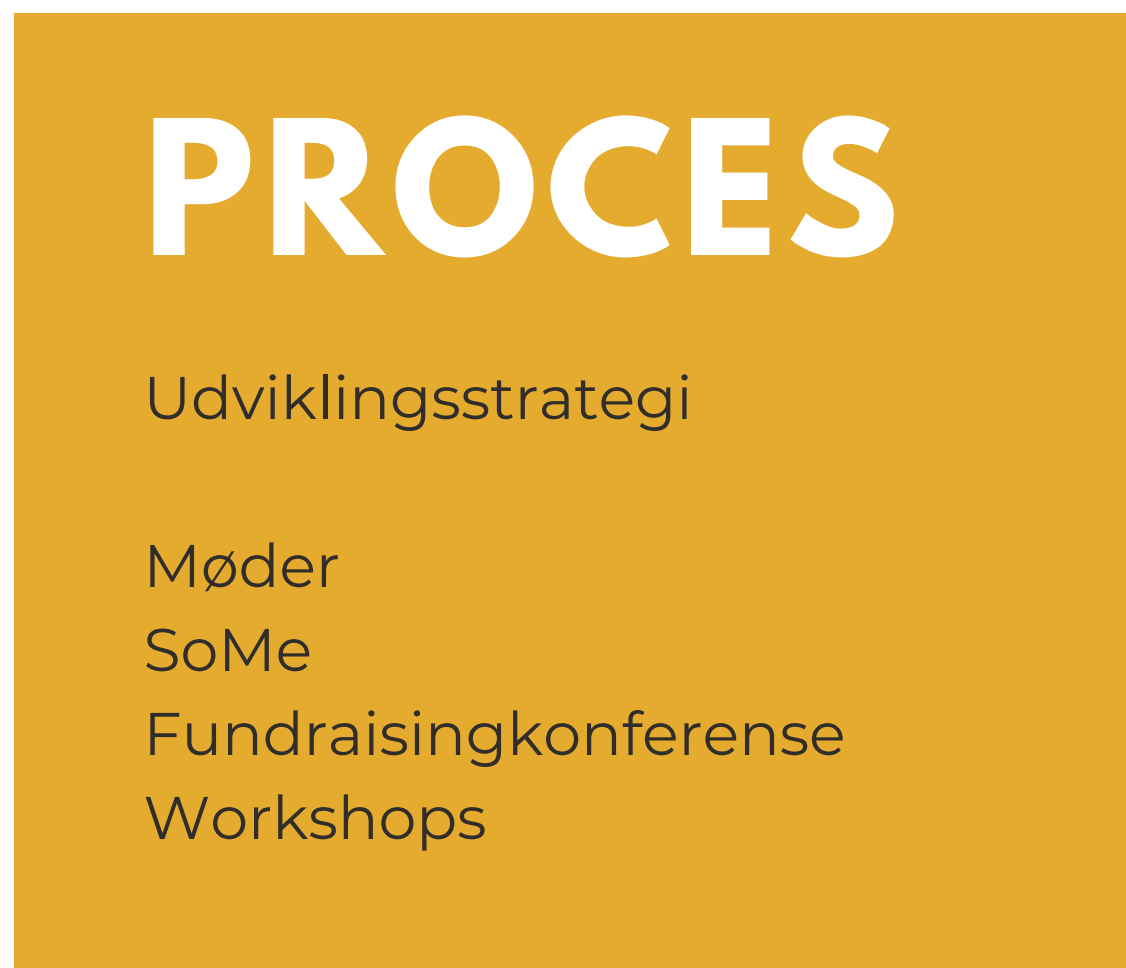 PROCES
Udviklingsstrategi
Møder
SoMe
Fundraisingkonferense
Workshops